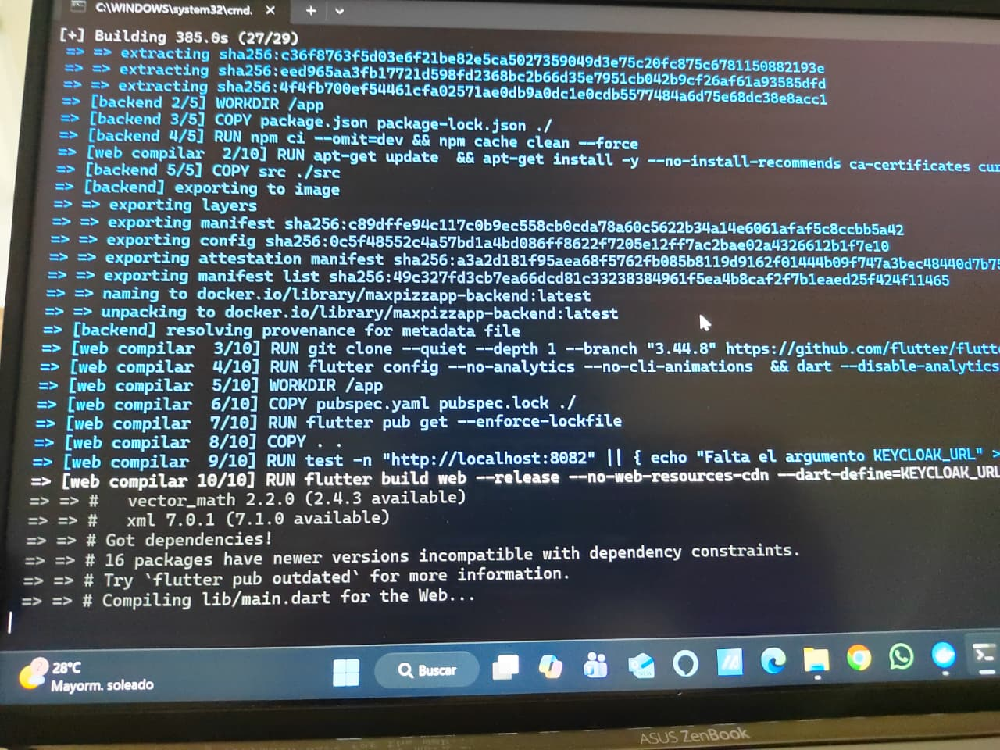 C:\WINDOWS\system32\cmd.
[+] Building 385.0s (27/29)
=> => extracting sha256:c36f8763f5d03e6f21be82e5ca5027359049d3e75c20fc875c6781150882193e
=> => extracting sha256:eed965aa3fb17721d598fd2368bc2b66d35e7951cb042b9cf26af61a93585dfd
=> => extracting sha256:4f4fb700ef54461cfa02571ae0db9a0dc1e0cdb5577484a6d75e68dc38e8acc1
=> [backend 2/5] WORKDIR /app
=> [backend 3/5] COPY package.json package-lock.json ./
=> [backend 4/5] RUN npm ci --omit=dev && npm cache clean --force
=> [web compilar  2/10] RUN apt-get update  && apt-get install -y --no-install-recommends ca-certificates cur
=> [backend 5/5] COPY src ./src
=> [backend] exporting to image
=> => exporting layers
=> => exporting manifest sha256:c89dffe94c117c0b9ec558cb0cda78a60c5622b34a14e6061afaf5c8ccbb5a42
=> => exporting config sha256:0c5f48552c4a57bd1a4bd086ff8622f7205e12ff7ac2bae02a4326612b1f7e10
=> => exporting attestation manifest sha256:a3a2d181f95aea68f5762fb085b8119d9162f01444b09f747a3bec48440d7b75
=> => exporting manifest list sha256:49c327fd3cb7ea66dcd81c33238384961f5ea4b8caf2f7b1eaed25f424f11465
=> => naming to docker.io/library/maxpizzapp-backend:latest
=> => unpacking to docker.io/library/maxpizzapp-backend:latest
=> [backend] resolving provenance for metadata file
=> [web compilar  3/10] RUN git clone --quiet --depth 1 --branch "3.44.8" https://github.com/flutter/flutte
=> [web compilar  4/10] RUN flutter config --no-analytics --no-cli-animations  && dart --disable-analytics
=> [web compilar  5/10] WORKDIR /app
=> [web compilar  6/10] COPY pubspec.yaml pubspec.lock ./
=> [web compilar  7/10] RUN flutter pub get --enforce-lockfile
=> [web compilar  8/10] COPY . .
=> [web compilar  9/10] RUN test -n "http://localhost:8082" || { echo "Falta el argumento KEYCLOAK_URL" >
=> [web compilar 10/10] RUN flutter build web --release --no-web-resources-cdn --dart-define=KEYCLOAK_URL
=> => #   vector_math 2.2.0 (2.4.3 available)
=> => #   xml 7.0.1 (7.1.0 available)
=> => # Got dependencies!
=> => # 16 packages have newer versions incompatible with dependency constraints.
=> => # Try `flutter pub outdated` for more information.
=> => # Compiling lib/main.dart for the Web...
28°C
Mayorm. soleado
Buscar
ASUS ZenBook